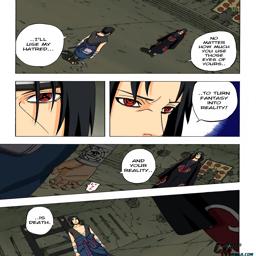 NO
MATTER
HOW MUCH
YOU USE
THOSE
EYES OF
YOURS...
...I'LL
USE MY
HATRED...
...TO TURN
FANTASY
INTO
REALITY!
AND
YOUR
REALITY...
...IS
DEATH.